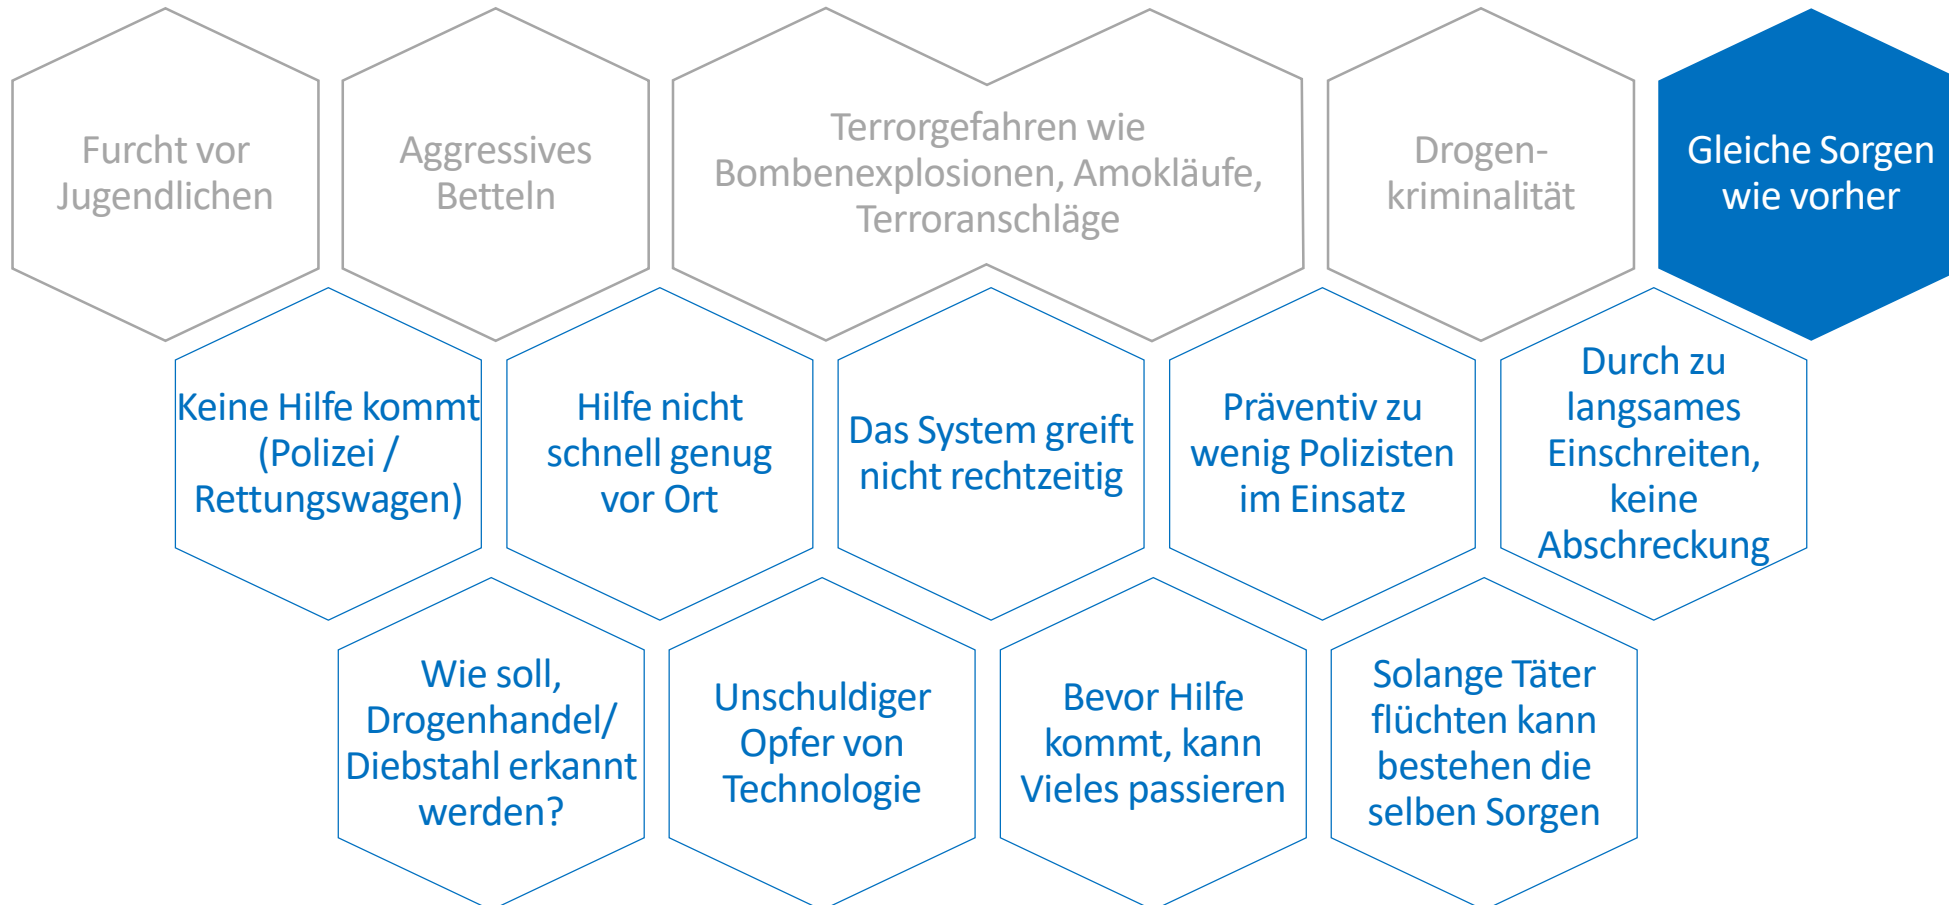 Furcht vor
Jugendlichen
Aggressives
Betteln
Terrorgefahren wie
Bombenexplosionen, Amokläufe,
Terroranschläge
Drogen-
kriminalität
Gleiche Sorgen
wie vorher
Keine Hilfe kommt
(Polizei /
Rettungswagen)
Hilfe nicht
schnell genug
vor Ort
Das System greift
nicht rechtzeitig
Präventiv zu
wenig Polizisten
im Einsatz
Durch zu
langsames
Einschreiten,
keine
Abschreckung
Wie soll,
Drogenhandel/
Diebstahl erkannt
werden?
Unschuldiger
Opfer von
Technologie
Bevor Hilfe
kommt, kann
Vieles passieren
Solange Täter
flüchten kann
bestehen die
selben Sorgen